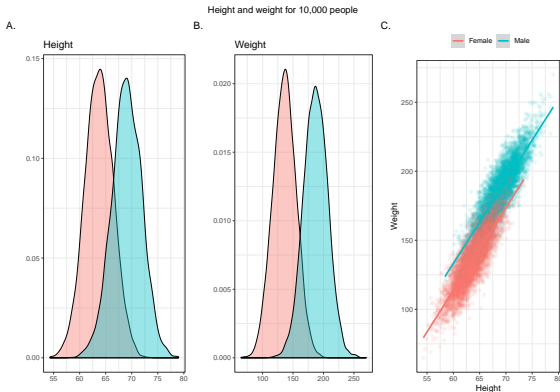 Height and weight for 10,000 people
A.
Height
0.15
0.10
0.05
0.00
55 60 65 70 75 80
B.
Weight
0.020
0.015
0.010
0.005
0.000
100 150 200 250
C.
Female Male
Weight
250
200
150
100
55 60 65 70 75 80
Height